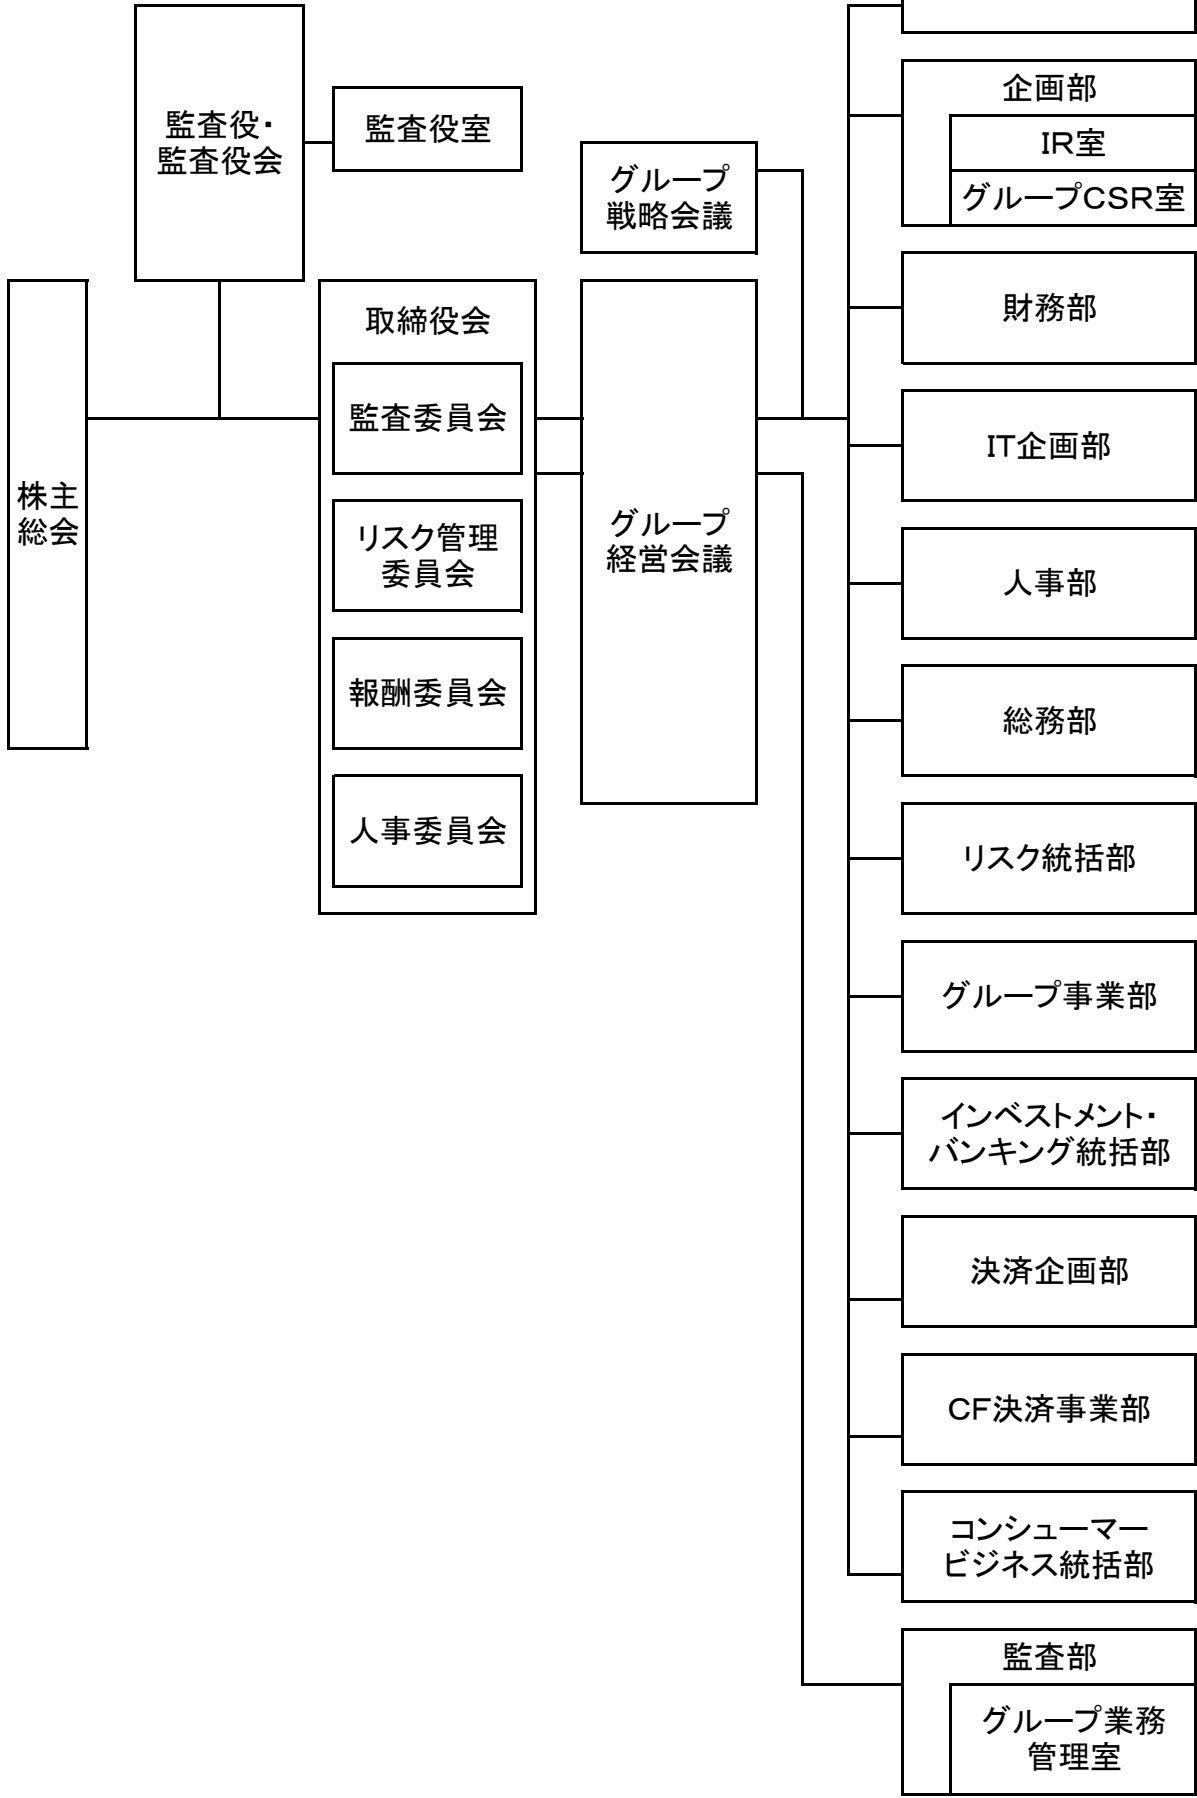 監査役・
監査役会
監査役室
グループ
戦略会議
株主
総会
取締役会
監査委員会
リスク管理
委員会
報酬委員会
人事委員会
グループ
経営会議
企画部
IR室
グループCSR室
財務部
IT企画部
人事部
総務部
リスク統括部
グループ事業部
インベストメント・
バンキング統括部
決済企画部
CF決済事業部
コンシューマー
ビジネス統括部
監査部
グループ業務
管理室